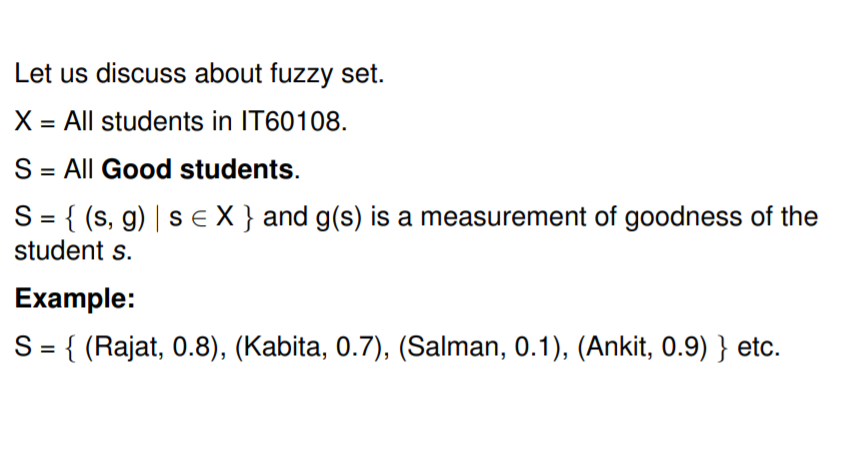 Let us discuss about fuzzy set.
X = All students in IT60108.
S = All Good students.
S = { (s, g) | s ∈ X } and g(s) is a measurement of goodness of the
student s.
Example:
S = { (Rajat, 0.8), (Kabita, 0.7), (Salman, 0.1), (Ankit, 0.9) } etc.